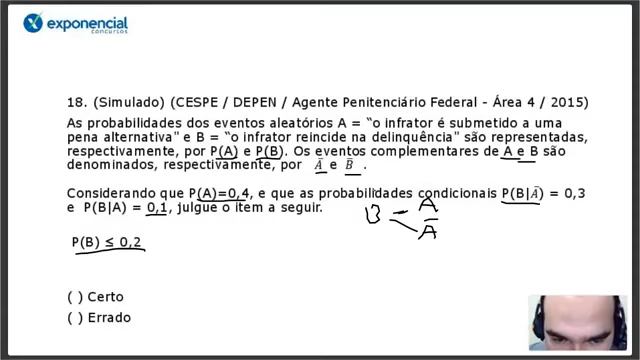 exponencial
concursos
18. (Simulado) (CESPE / DEPEN / Agente Penitenciário Federal - Área 4 / 2015)
As probabilidades dos eventos aleatórios A = "o infrator é submetido a uma
pena alternativa" e B = "o infrator reincide na delinquência" são representadas,
respectivamente, por P(A) e P(B). Os eventos complementares de A e B são
denominados, respectivamente, por A̅ e B̅ .
Considerando que P(A)=0,4, e que as probabilidades condicionais P(B|A̅) = 0,3
e P(B|A) = 0,1, julgue o item a seguir.
B A
A̅
P(B) ≤ 0,2
( ) Certo
( ) Errado